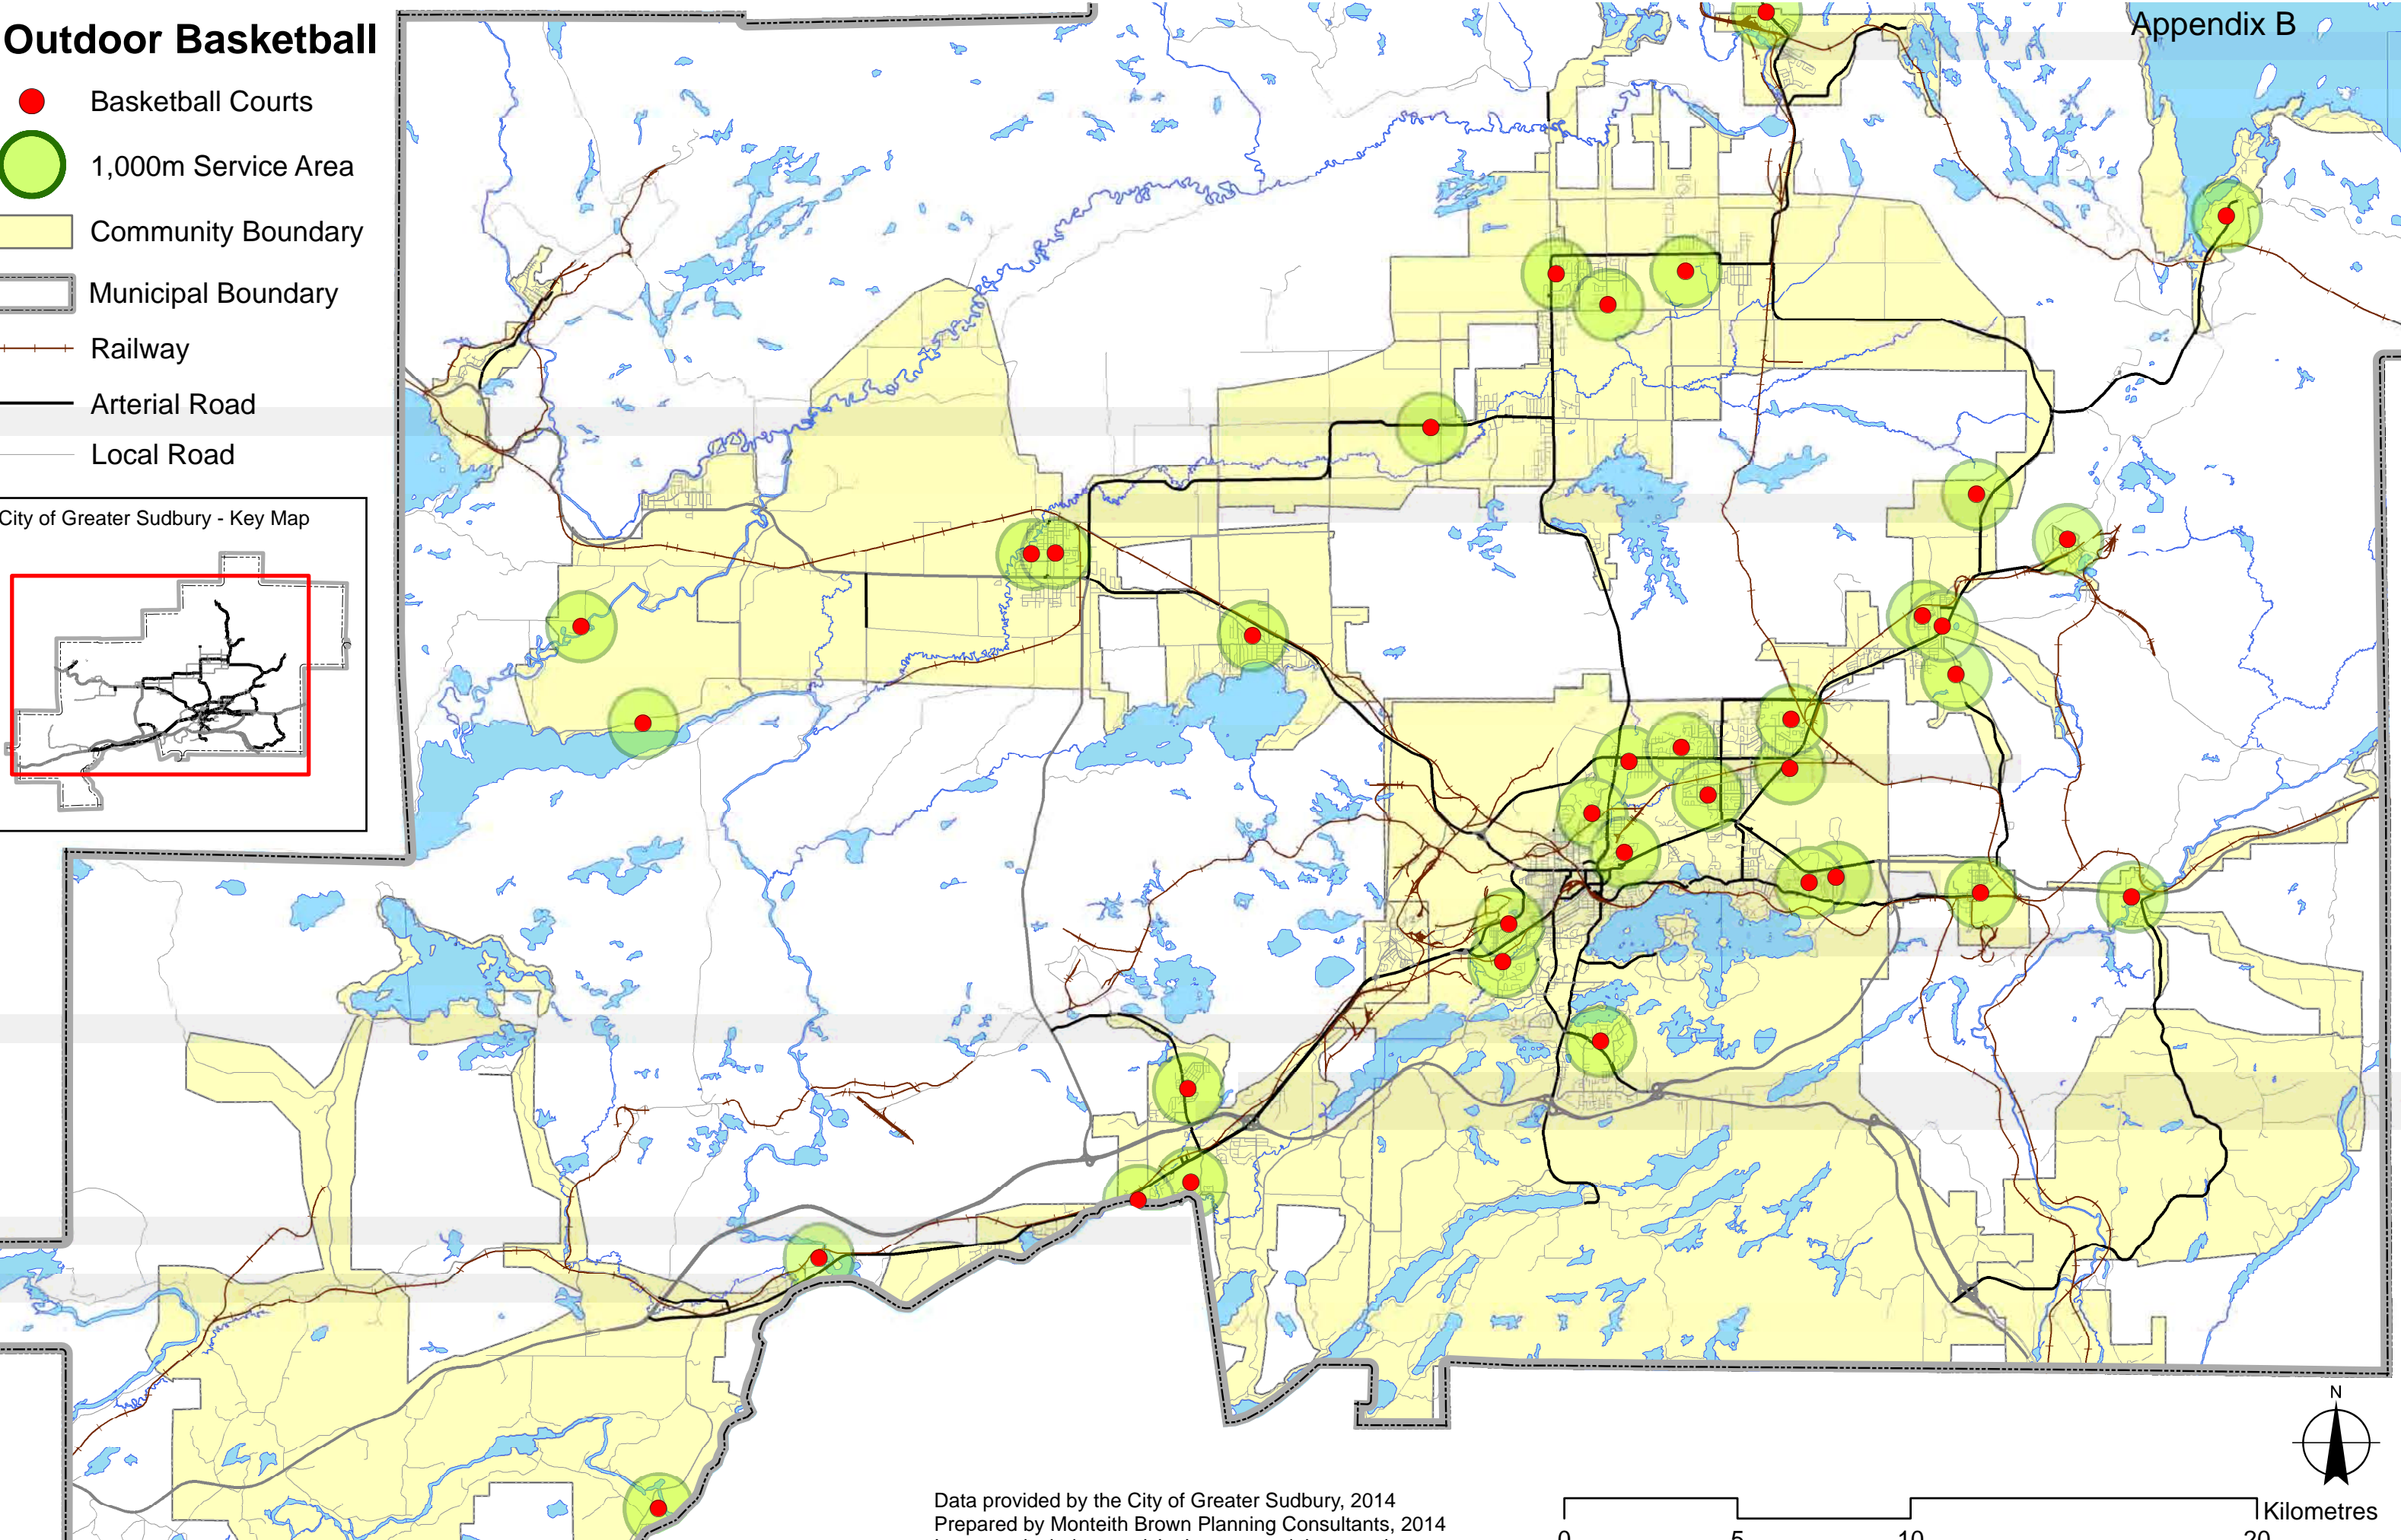 Outdoor Basketball
Basketball Courts
1,000m Service Area
Community Boundary
Municipal Boundary
Railway
Arterial Road
Local Road
City of Greater Sudbury - Key Map
Appendix B
N
Data provided by the City of Greater Sudbury, 2014
Prepared by Monteith Brown Planning Consultants, 2014
Kilometres
0 5 10 20